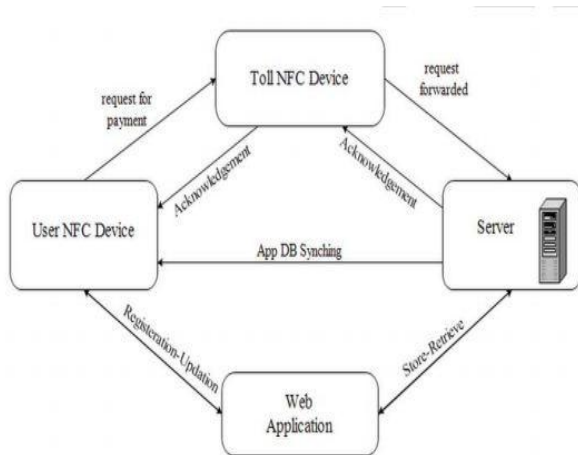 Toll NFC Device
request for
payment
request
forwarded
Acknowledgement
Acknowledgement
User NFC Device
Server
App DB Synching
Registeration-Updation
Store-Retrieve
Web
Application